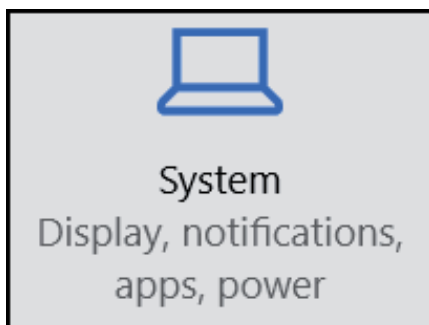 System
Display, notifications,
apps, power